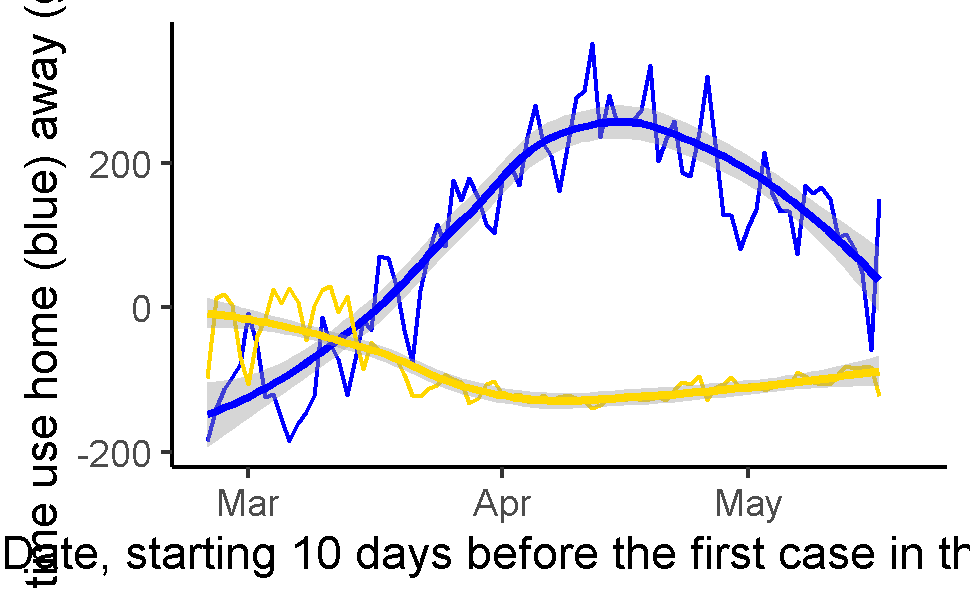 time use home (blue) away (
200
0
-200
Mar Apr May
Date, starting 10 days before the first case in th